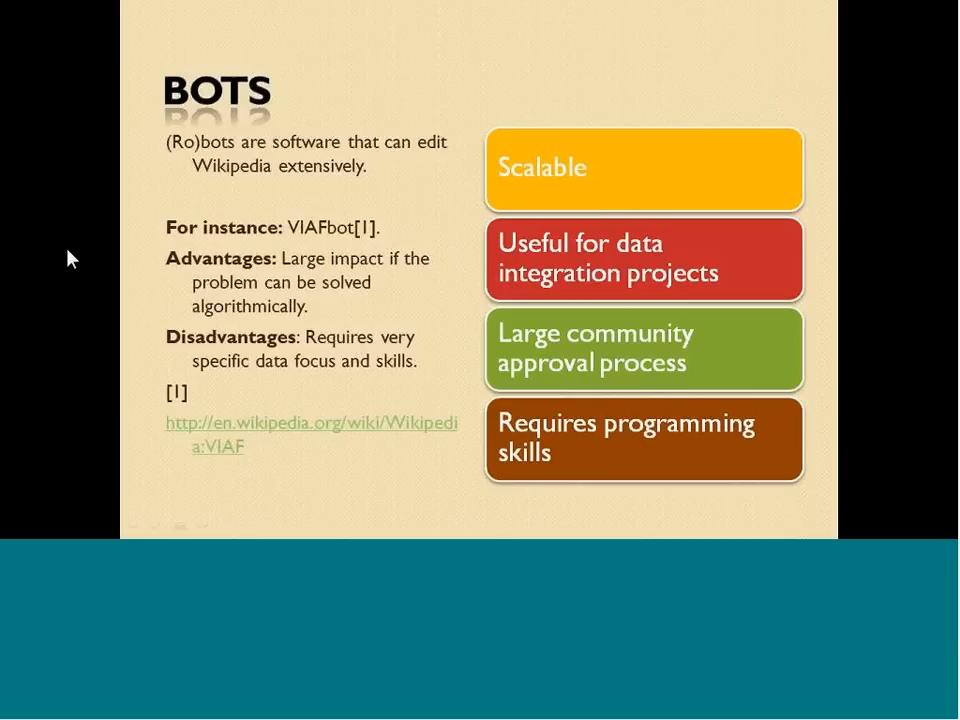 BOTS
(Ro)bots are software that can edit
Wikipedia extensively.
For instance: VIAFbot[1].
Advantages: Large impact if the
problem can be solved
algorithmically.
Disadvantages: Requires very
specific data focus and skills.
[1]
http://en.wikipedia.org/wiki/Wikipedi
a:VIAF
Scalable
Useful for data
integration projects
Large community
approval process
Requires programming
skills